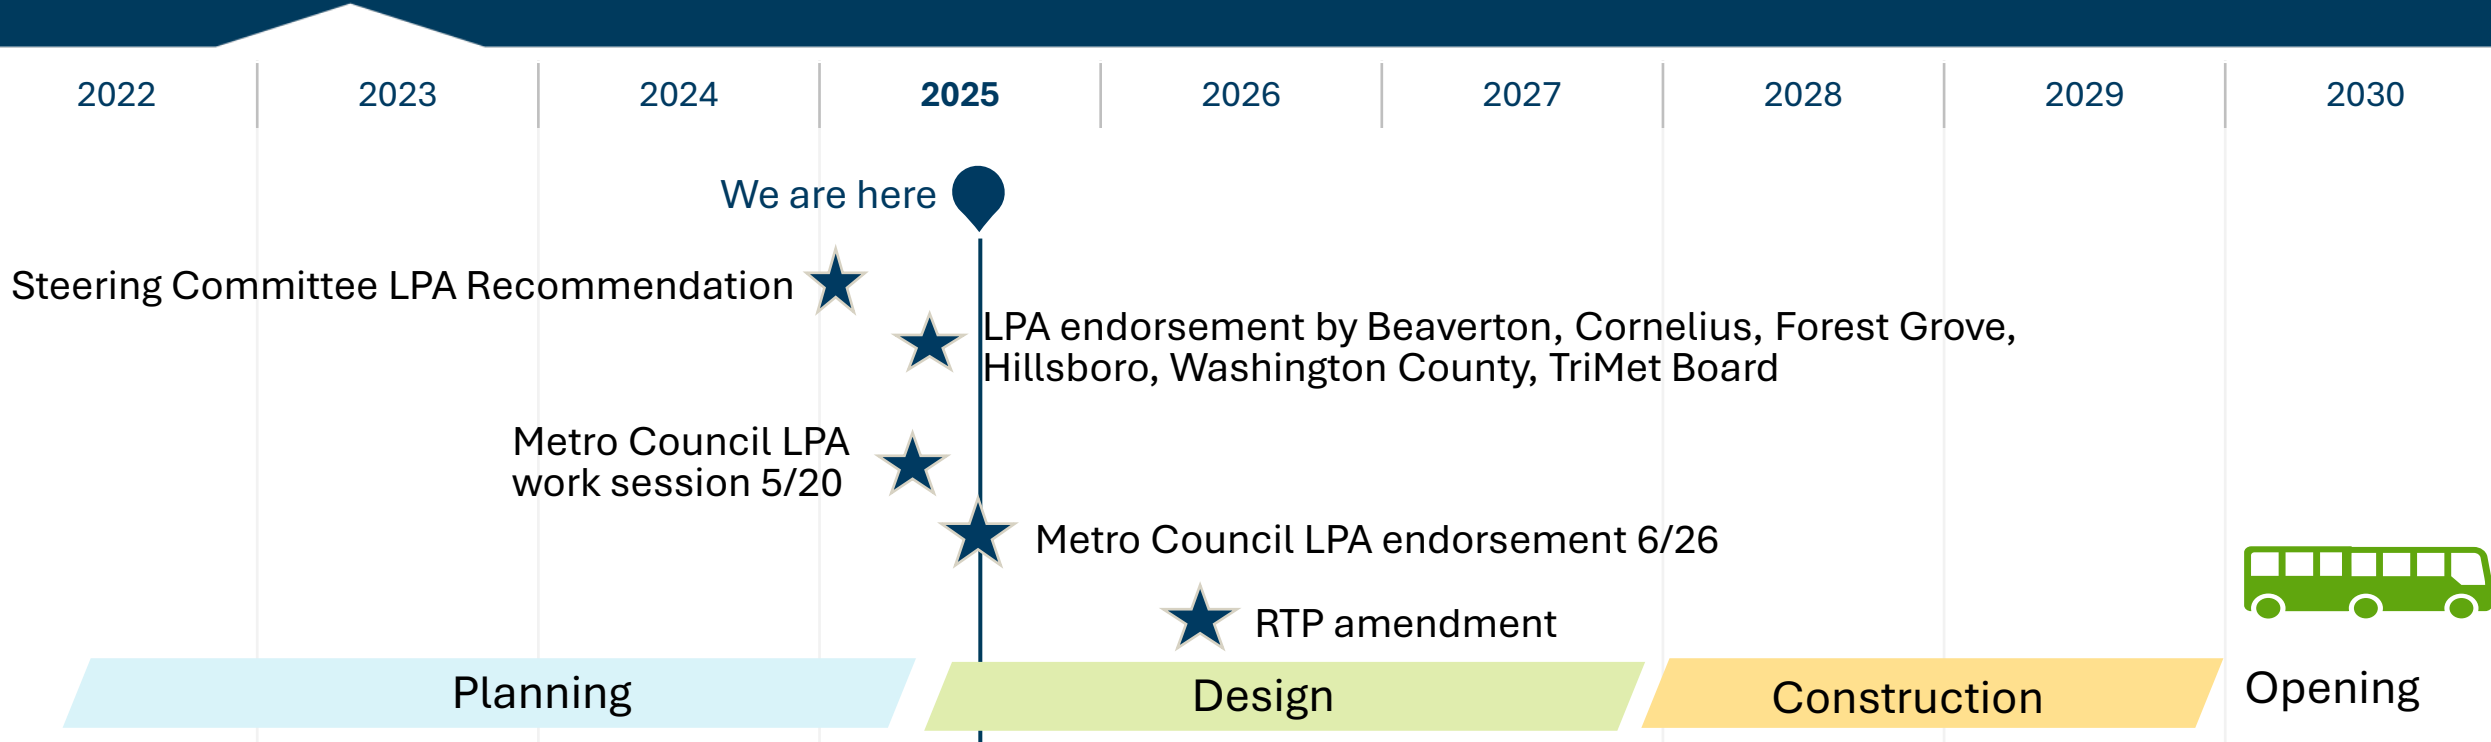 2022 2023 2024 2025 2026 2027 2028 2029 2030
We are here
Steering Committee LPA Recommendation
LPA endorsement by Beaverton, Cornelius, Forest Grove,
Hillsboro, Washington County, TriMet Board
Metro Council LPA
work session 5/20
Metro Council LPA endorsement 6/26
RTP amendment
Planning Design Construction Opening